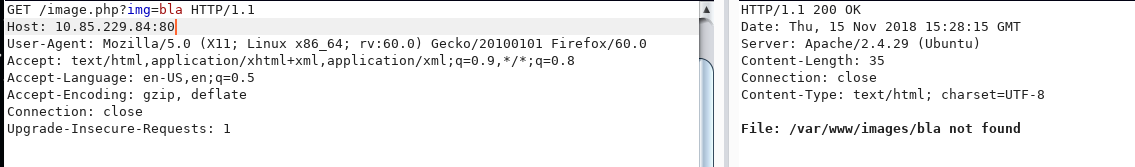 GET /image.php?img=bla HTTP/1.1
Host: 10.85.229.84:80
User-Agent: Mozilla/5.0 (X11; Linux x86_64; rv:60.0) Gecko/20100101 Firefox/60.0
Accept: text/html,application/xhtml+xml,application/xml;q=0.9,*/*;q=0.8
Accept-Language: en-US,en;q=0.5
Accept-Encoding: gzip, deflate
Connection: close
Upgrade-Insecure-Requests: 1
HTTP/1.1 200 OK
Date: Thu, 15 Nov 2018 15:28:15 GMT
Server: Apache/2.4.29 (Ubuntu)
Content-Length: 35
Connection: close
Content-Type: text/html; charset=UTF-8
File: /var/www/images/bla not found